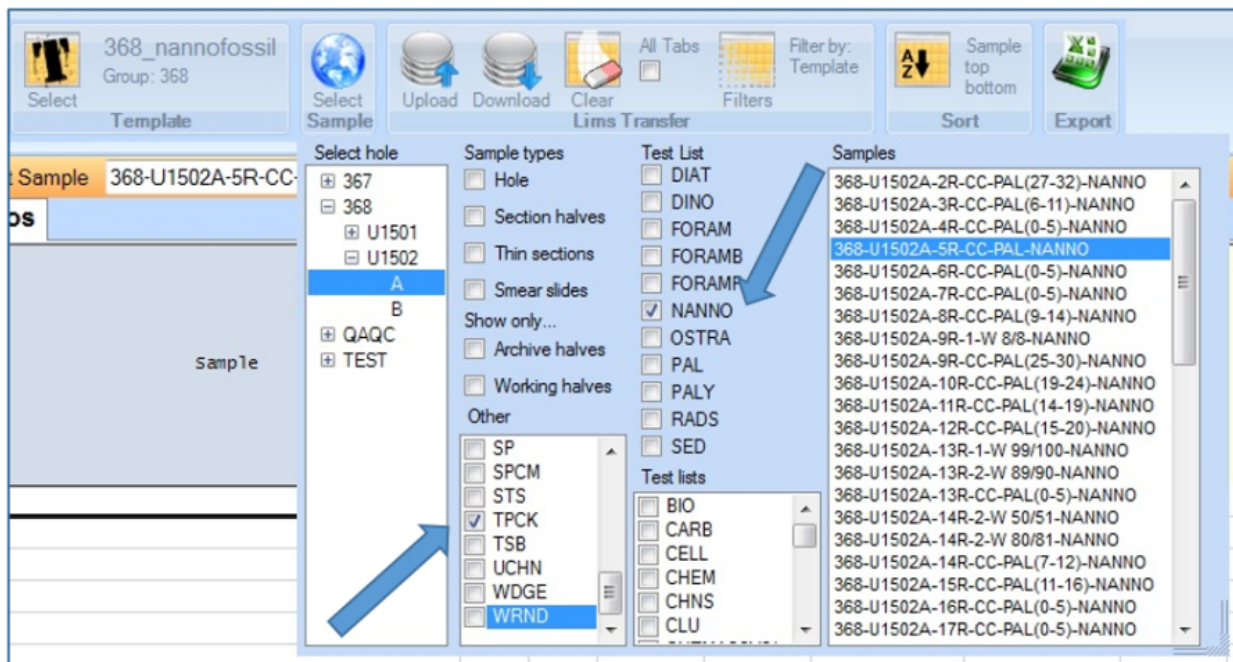 368_nannofossil
Group: 368
Select
Template
Select
Sample
Upload
Download
Clear
All Tabs
Filters
Filter by:
Template
Lims Transfer
Sample
top
bottom
Sort
Export
Sample
368-U1502A-5R-CC-
os
Sample
Select hole
367
368
U1501
U1502
A
B
QAQC
TEST
Sample types
Hole
Section halves
Thin sections
Smear slides
Show only...
Archive halves
Working halves
Other
SP
SPCM
STS
TPCK
TSB
UCHN
WDGE
WRND
Test List
DIAT
DINO
FORAM
FORAMB
FORAMP
NANNO
OSTRA
PAL
PALY
RADS
SED
Test lists
BIO
CARB
CELL
CHEM
CHNS
CLU
Samples
368-U1502A-2R-CC-PAL(27-32)-NANNO
368-U1502A-3R-CC-PAL(6-11)-NANNO
368-U1502A-4R-CC-PAL(0-5)-NANNO
368-U1502A-5R-CC-PAL-NANNO
368-U1502A-6R-CC-PAL(0-5)-NANNO
368-U1502A-7R-CC-PAL(0-5)-NANNO
368-U1502A-8R-CC-PAL(9-14)-NANNO
368-U1502A-9R-1-W 8/8-NANNO
368-U1502A-9R-CC-PAL(25-30)-NANNO
368-U1502A-10R-CC-PAL(19-24)-NANNO
368-U1502A-11R-CC-PAL(14-19)-NANNO
368-U1502A-12R-CC-PAL(15-20)-NANNO
368-U1502A-13R-1-W 99/100-NANNO
368-U1502A-13R-2-W 89/90-NANNO
368-U1502A-13R-CC-PAL(0-5)-NANNO
368-U1502A-14R-2-W 50/51-NANNO
368-U1502A-14R-2-W 80/81-NANNO
368-U1502A-14R-CC-PAL(7-12)-NANNO
368-U1502A-15R-CC-PAL(11-16)-NANNO
368-U1502A-16R-CC-PAL(0-5)-NANNO
368-U1502A-17R-CC-PAL(0-5)-NANNO